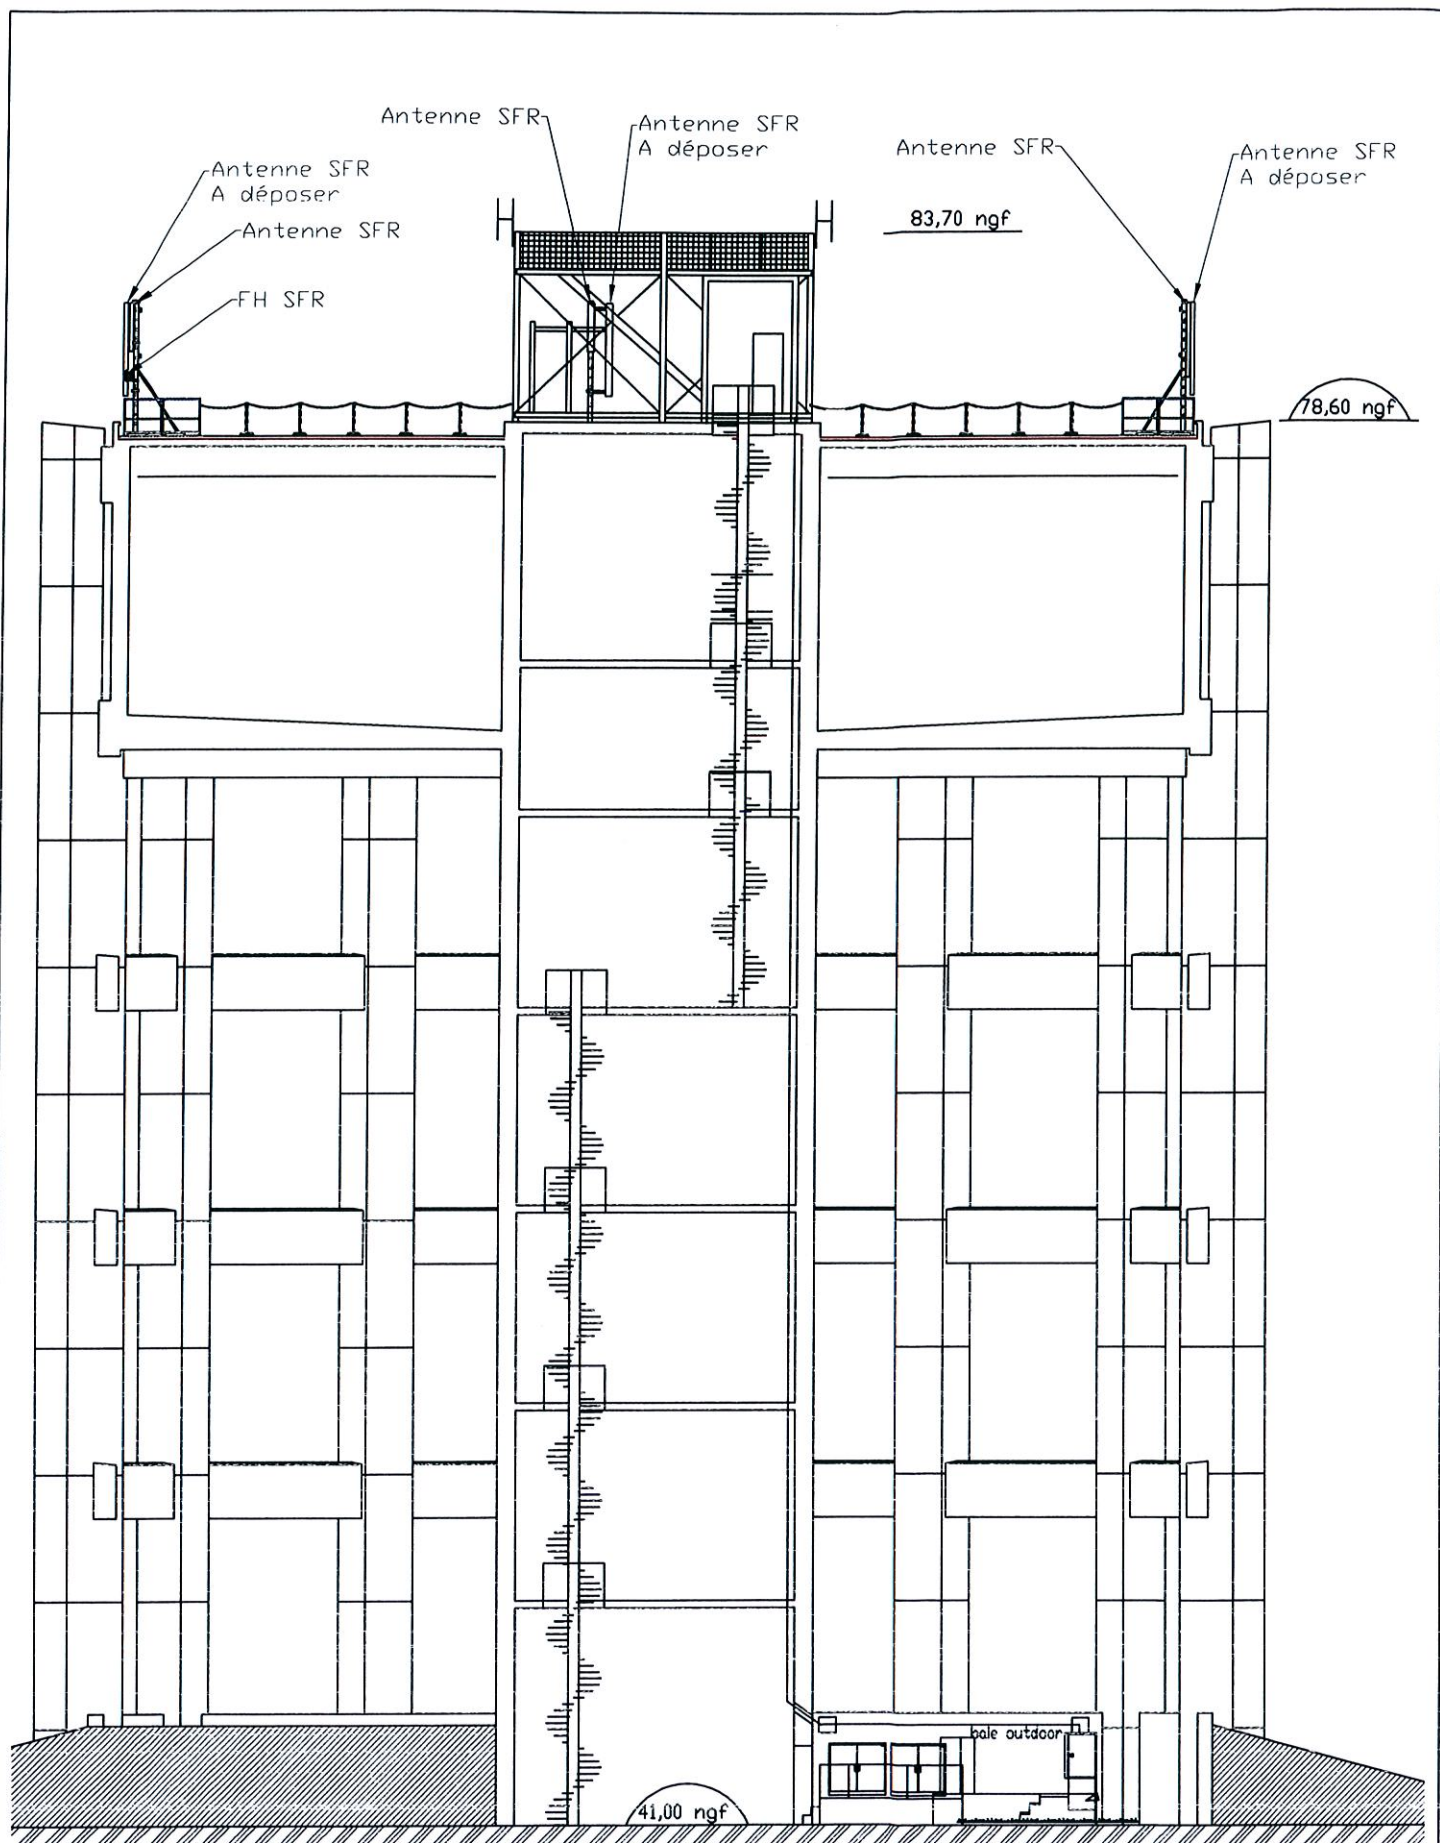 Antenne SFR
Antenne SFR
A déposer
Antenne SFR
Antenne SFR
A déposer
Antenne SFR
A déposer
Antenne SFR
83,70 ngf
FH SFR
78,60 ngf
baie outdoor
41,00 ngf